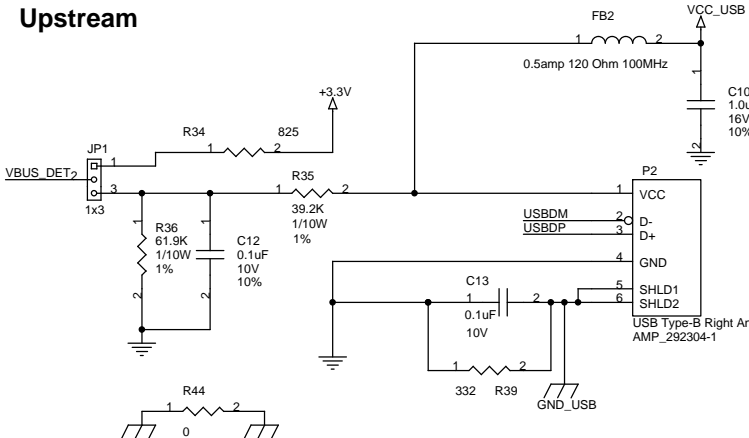 Upstream
VCC_USB
FB2
1 2
0.5amp 120 Ohm 100MHz
1
C10
1.0u
16V
10%
2
+3.3V
R34 825
1 2
JP1
1
VBUS_DET 2
3
1x3
R35
1 2
39.2K
1/10W
1%
1
R36
61.9K
1/10W
1%
2
1
C12
0.1uF
10V
10%
2
P2
1 VCC
USBDM 2 D-
USBDP 3 D+
4 GND
5 SHLD1
6 SHLD2
USB Type-B Right An
AMP_292304-1
C13
1 2
0.1uF
10V
1 2
332 R39
GND_USB
R44
1 2
0